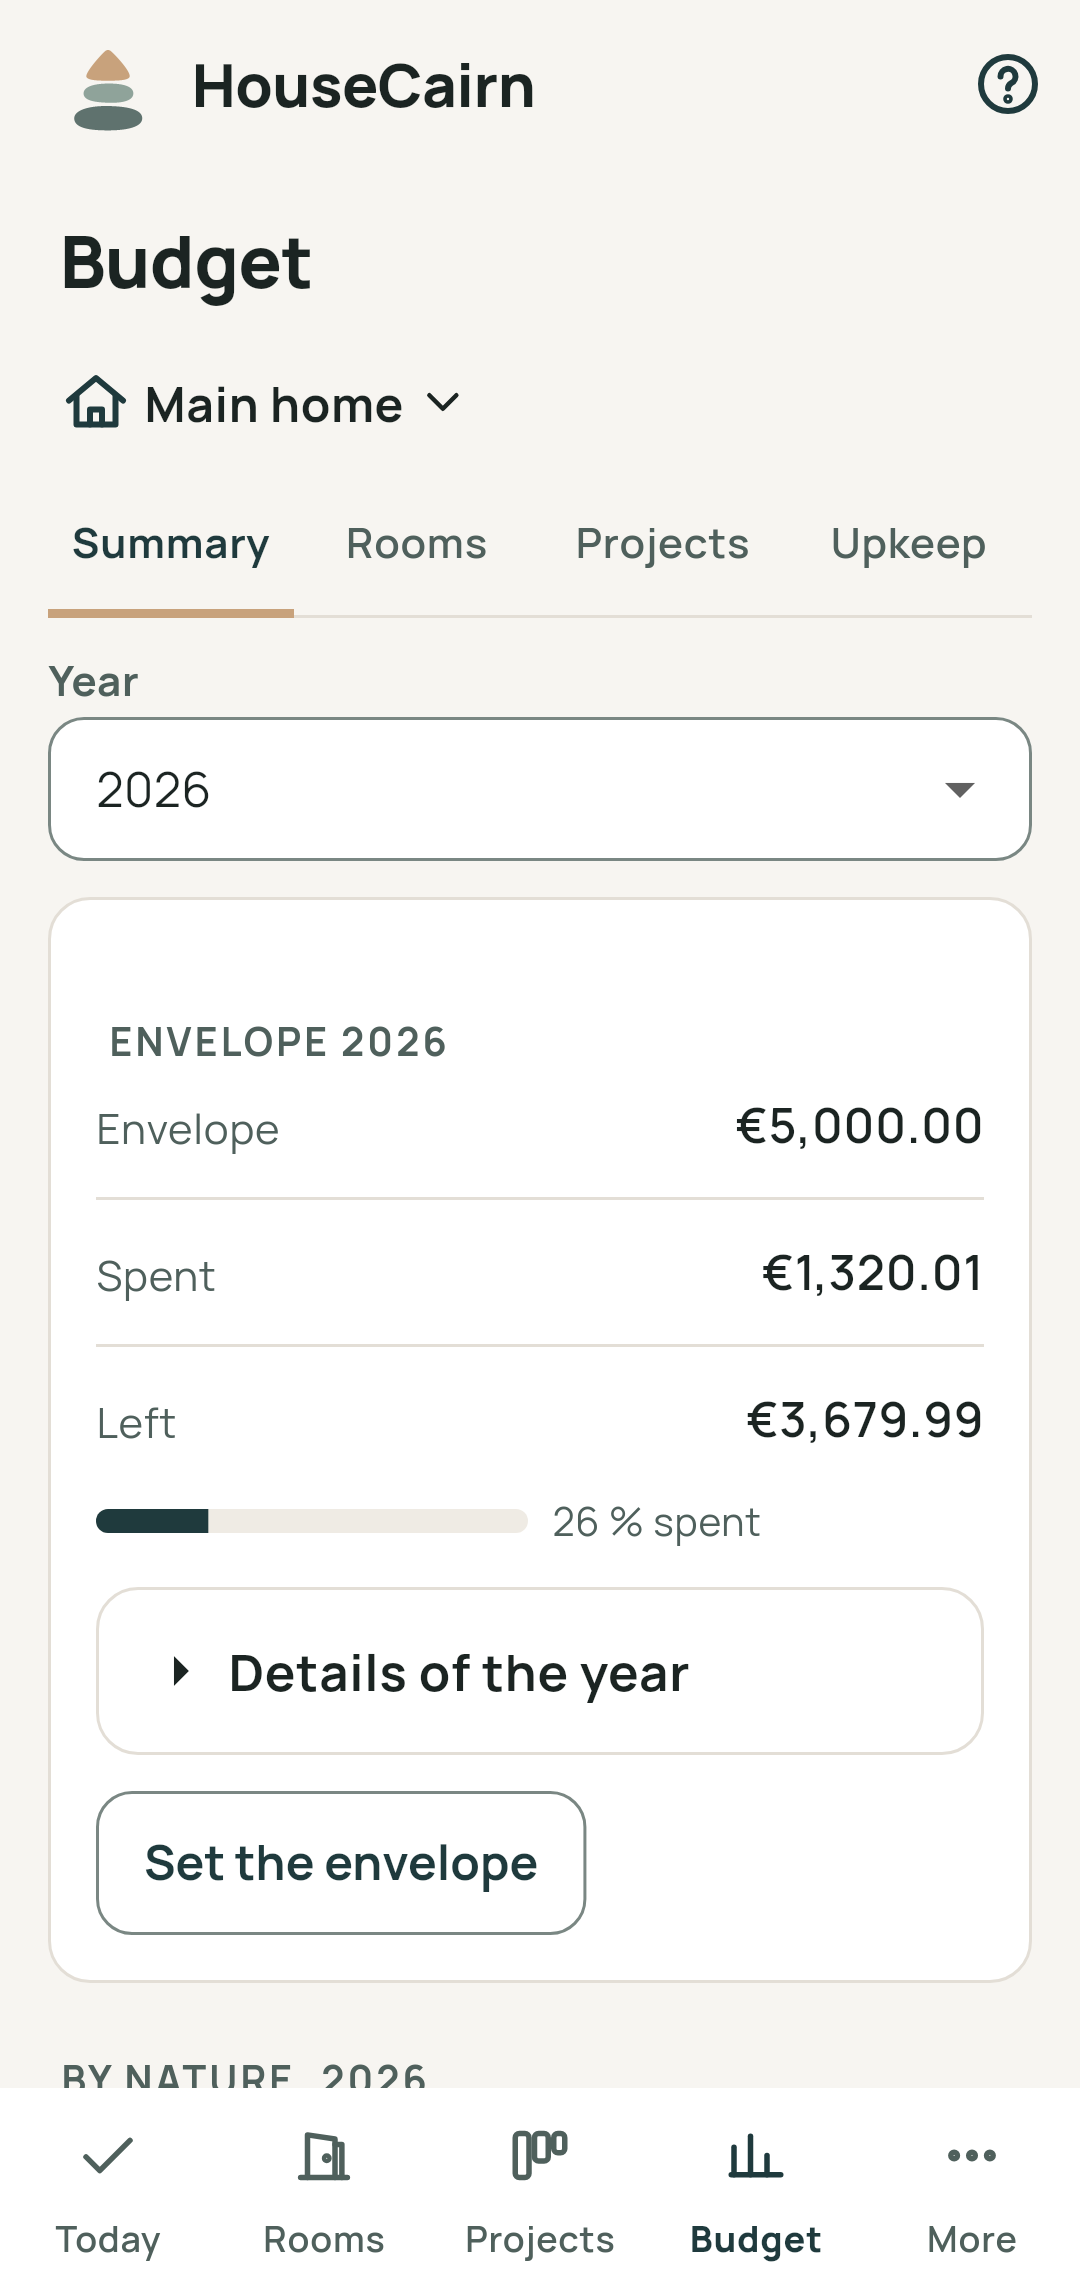 HouseCairn
Budget
Main home
Summary Rooms Projects Upkeep
Year
2026
ENVELOPE 2026
Envelope €5,000.00
Spent €1,320.01
Left €3,679.99
26 % spent
Details of the year
Set the envelope
BY NATURE 2026
Today Rooms Projects Budget More